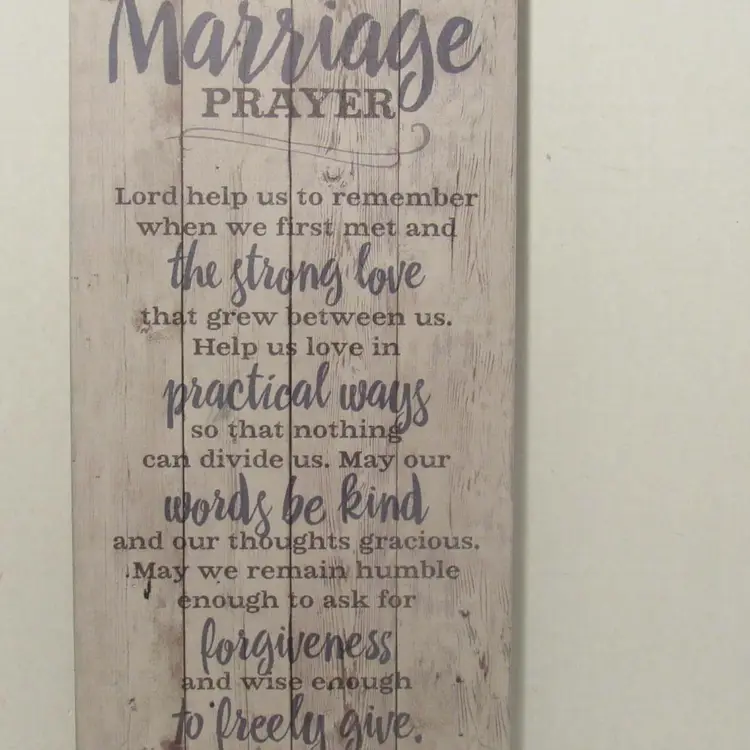 Marriage
PRAYER
Lord help us to remember
when we first met and
the strong love
that grew between us.
Help us love in
practical ways
so that nothing
can divide us. May our
words be kind
and our thoughts gracious.
May we remain humble
enough to ask for
forgiveness
and wise enough
to freely give.